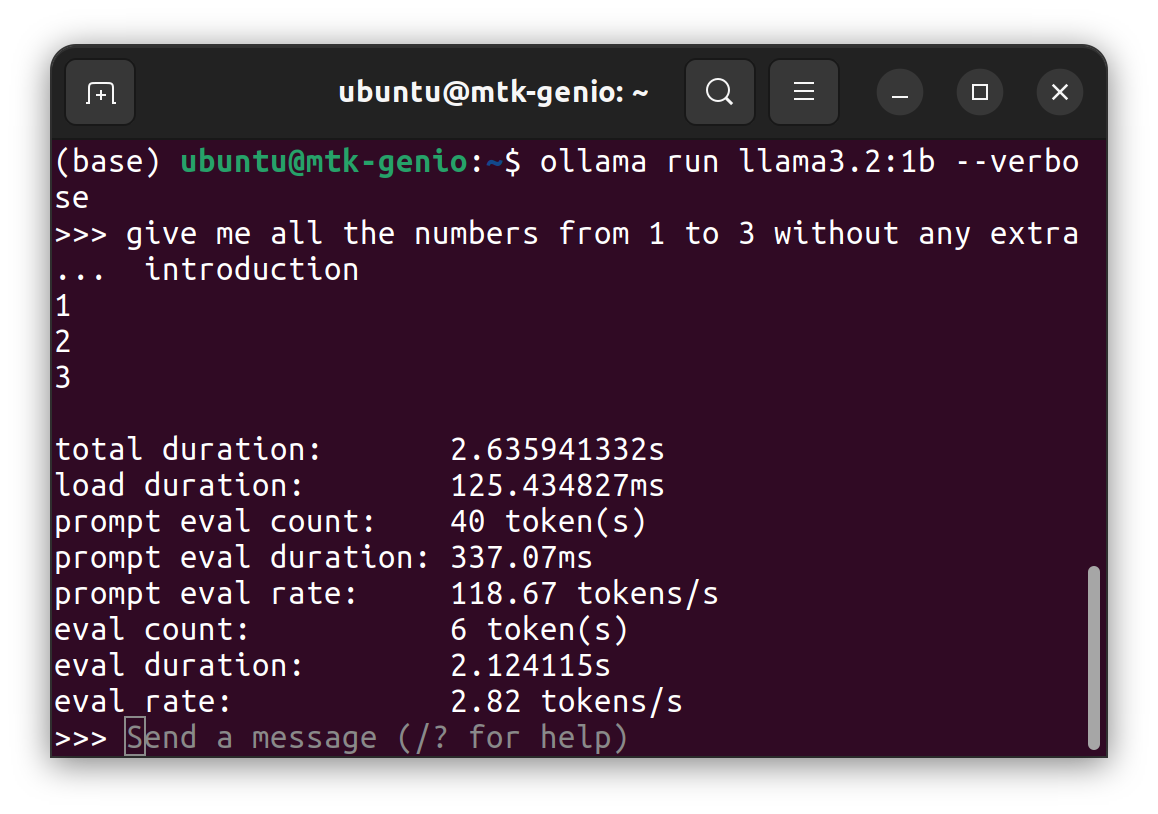 ubuntu@mtk-genio: ~
(base) ubuntu@mtk-genio:~$ ollama run llama3.2:1b --verbo
se
>>> give me all the numbers from 1 to 3 without any extra
...  introduction
1
2
3
total duration:       2.635941332s
load duration:        125.434827ms
prompt eval count:    40 token(s)
prompt eval duration: 337.07ms
prompt eval rate:     118.67 tokens/s
eval count:           6 token(s)
eval duration:        2.124115s
eval rate:            2.82 tokens/s
>>> Send a message (/? for help)